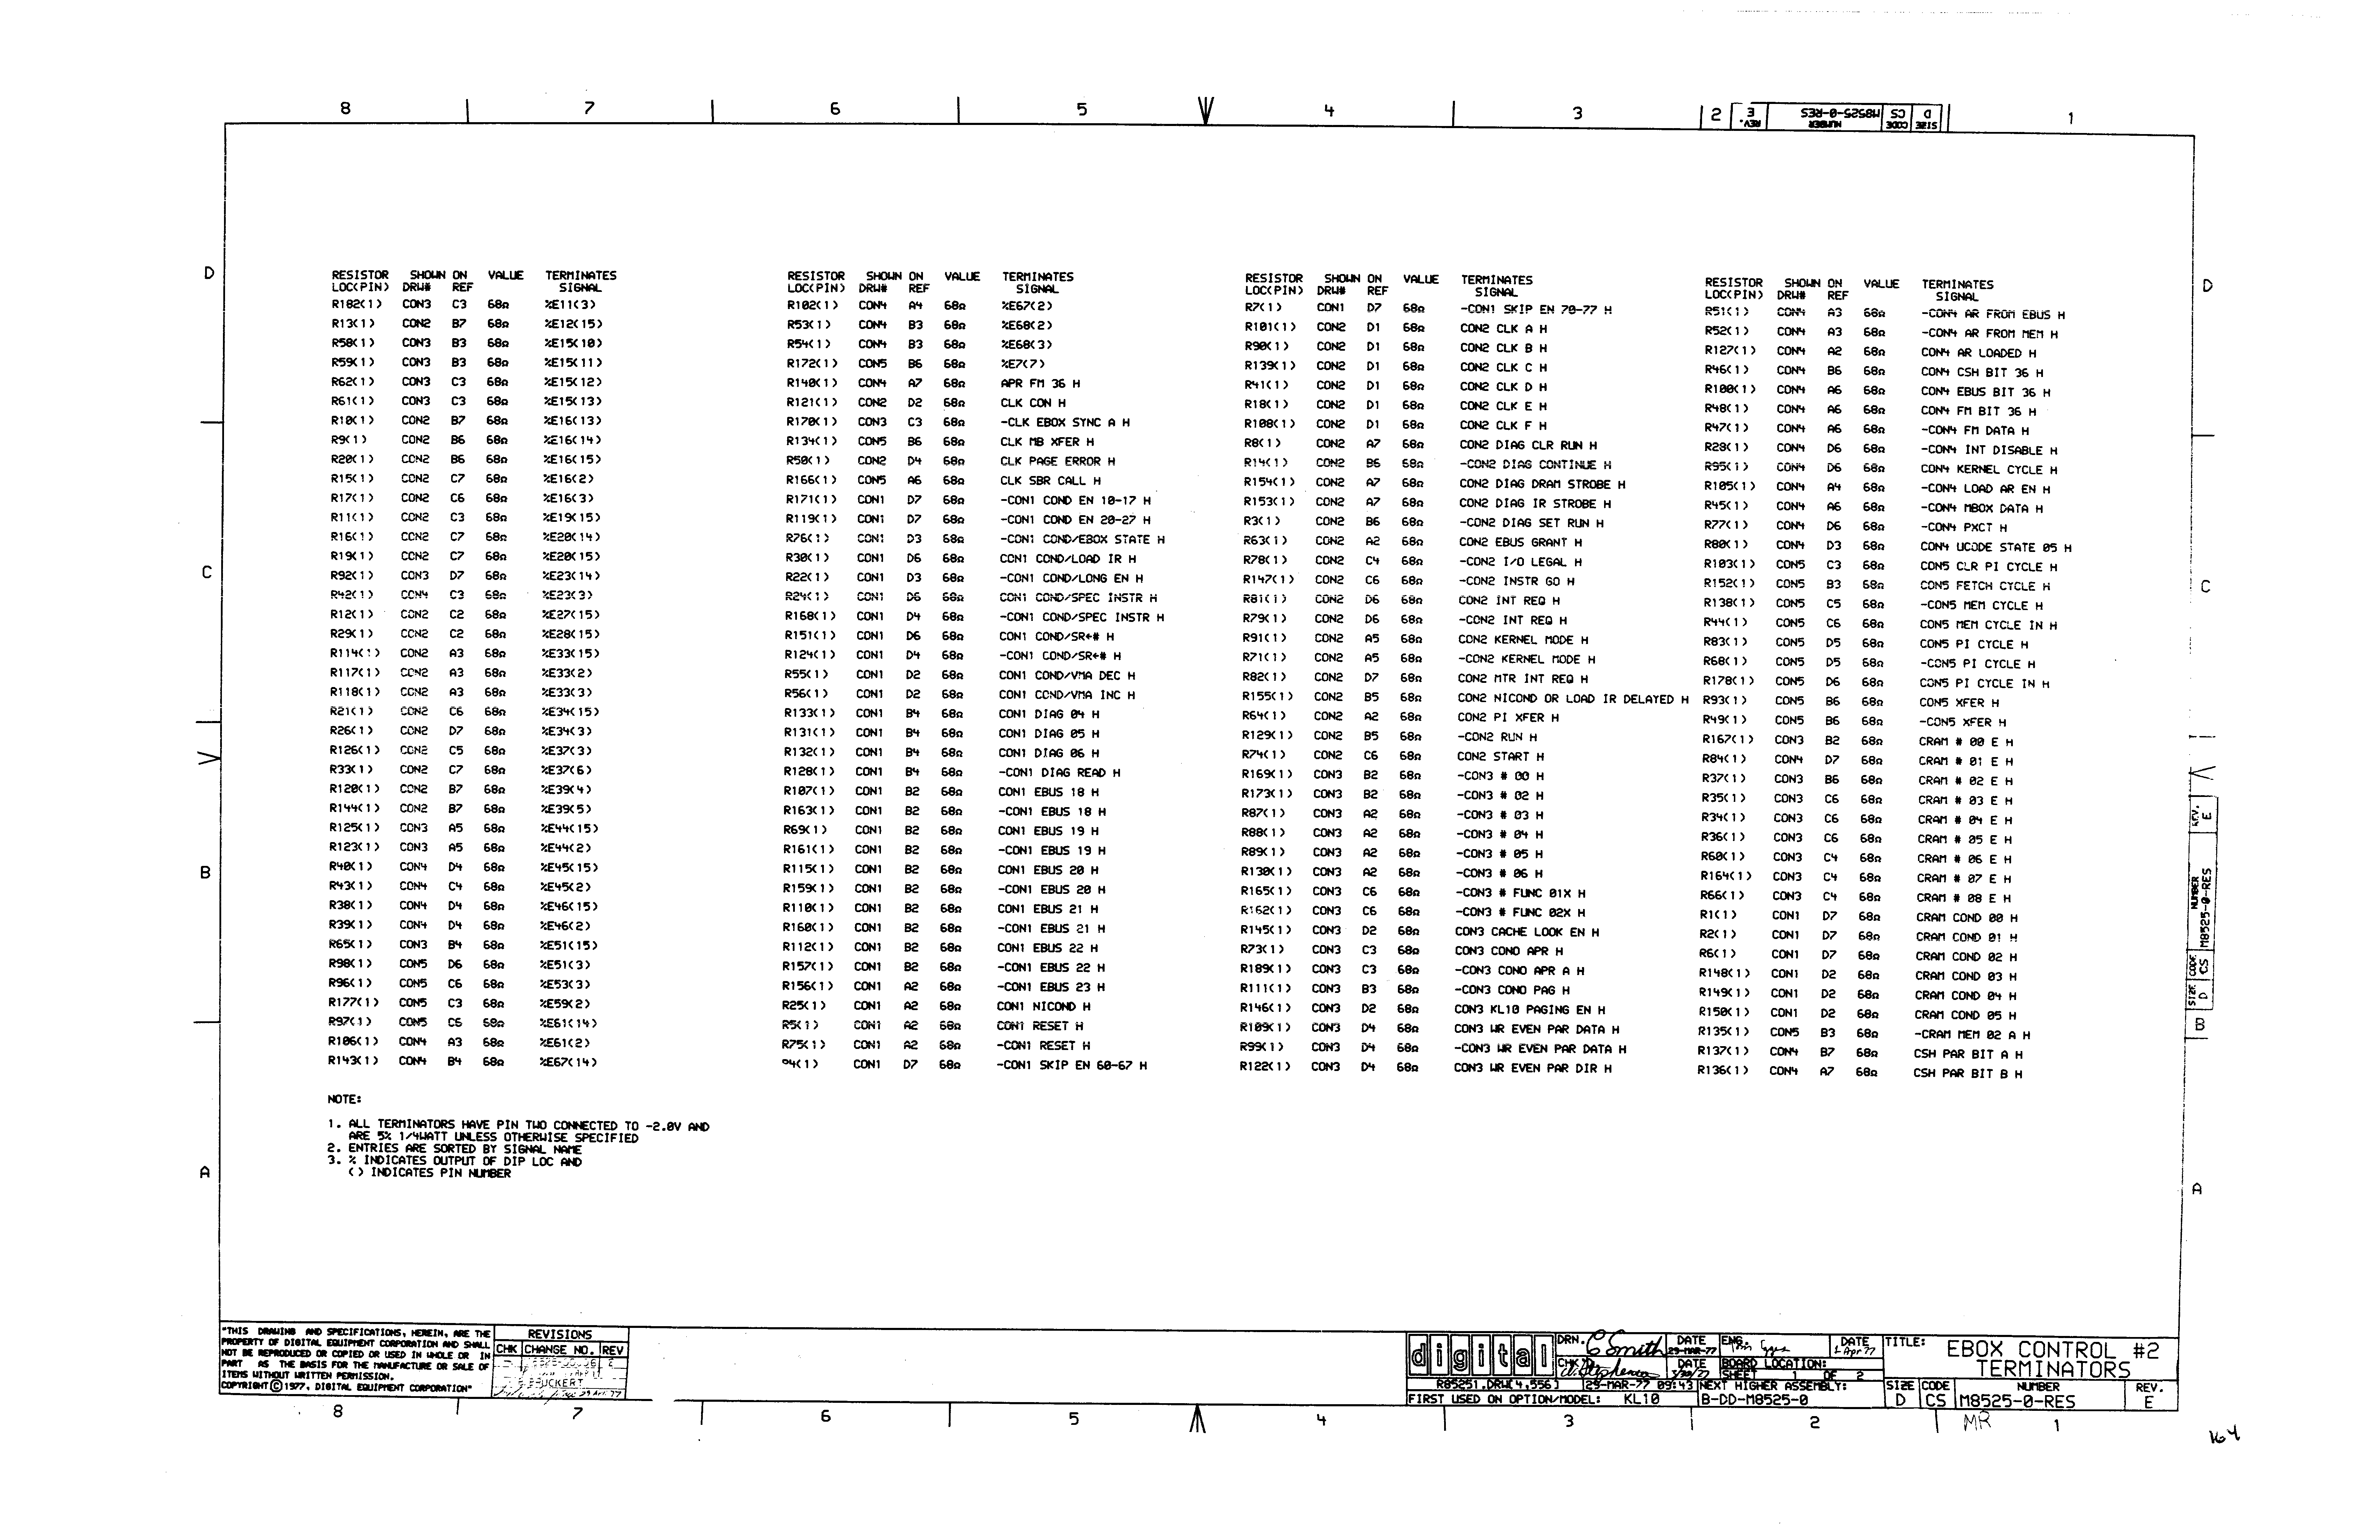 8 7 6 5 4 3 2 1
SIZE CODE NUMBER REV.
D CS M8525-0-RES E
RESISTOR SHOWN ON VALUE TERMINATES
LOC(PIN) DRW# REF SIGNAL
R182(1) CON3 C3 68Ω %E11(3)
R13(1) CON2 B7 68Ω %E12(15)
R58(1) CON3 B3 68Ω %E15(10)
R59(1) CON3 B3 68Ω %E15(11)
R62(1) CON3 C3 68Ω %E15(12)
R61(1) CON3 C3 68Ω %E15(13)
R10(1) CON2 B7 68Ω %E16(13)
R9(1) CON2 B6 68Ω %E16(14)
R20(1) CON2 B6 68Ω %E16(15)
R15(1) CON2 C7 68Ω %E16(2)
R17(1) CON2 C6 68Ω %E16(3)
R11(1) CON2 C3 68Ω %E19(15)
R16(1) CON2 C7 68Ω %E20(14)
R19(1) CON2 C7 68Ω %E20(15)
R92(1) CON3 D7 68Ω %E23(14)
R42(1) CON4 C3 68Ω %E23(3)
R12(1) CON2 C2 68Ω %E27(15)
R29(1) CON2 C2 68Ω %E28(15)
R114(1) CON2 A3 68Ω %E33(15)
R117(1) CON2 A3 68Ω %E33(2)
R118(1) CON2 A3 68Ω %E33(3)
R21(1) CON2 C6 68Ω %E34(15)
R26(1) CON2 D7 68Ω %E34(3)
R126(1) CON2 C5 68Ω %E37(3)
R33(1) CON2 C7 68Ω %E37(6)
R120(1) CON2 B7 68Ω %E39(4)
R144(1) CON2 B7 68Ω %E39(5)
R125(1) CON3 A5 68Ω %E44(15)
R123(1) CON3 A5 68Ω %E44(2)
R40(1) CON4 D4 68Ω %E45(15)
R43(1) CON4 C4 68Ω %E45(2)
R38(1) CON4 D4 68Ω %E46(15)
R39(1) CON4 D4 68Ω %E46(2)
R65(1) CON3 B4 68Ω %E51(15)
R98(1) CON5 D6 68Ω %E51(3)
R96(1) CON5 C6 68Ω %E53(3)
R177(1) CON5 C3 68Ω %E59(2)
R97(1) CON5 C6 68Ω %E61(14)
R106(1) CON4 A3 68Ω %E61(2)
R143(1) CON4 B4 68Ω %E67(14)
RESISTOR SHOWN ON VALUE TERMINATES
LOC(PIN) DRW# REF SIGNAL
R102(1) CON4 A4 68Ω %E67(2)
R53(1) CON4 B3 68Ω %E68(2)
R54(1) CON4 B3 68Ω %E68(3)
R172(1) CON5 B6 68Ω %E7(7)
R140(1) CON4 A7 68Ω APR FM 36 H
R121(1) CON2 D2 68Ω CLK CON H
R170(1) CON3 C3 68Ω -CLK EBOX SYNC A H
R134(1) CON5 B6 68Ω CLK MB XFER H
R50(1) CON2 D4 68Ω CLK PAGE ERROR H
R166(1) CON5 A6 68Ω CLK SBR CALL H
R171(1) CON1 D7 68Ω -CON1 COND EN 10-17 H
R119(1) CON1 D7 68Ω -CON1 COND EN 20-27 H
R76(1) CON1 D3 68Ω -CON1 COND/EBOX STATE H
R30(1) CON1 D6 68Ω CON1 COND/LOAD IR H
R22(1) CON1 D3 68Ω -CON1 COND/LONG EN H
R24(1) CON1 D6 68Ω CON1 COND/SPEC INSTR H
R168(1) CON1 D4 68Ω -CON1 COND/SPEC INSTR H
R151(1) CON1 D6 68Ω CON1 COND/SR←# H
R124(1) CON1 D4 68Ω -CON1 COND/SR←# H
R55(1) CON1 D2 68Ω CON1 COND/VMA DEC H
R56(1) CON1 D2 68Ω CON1 COND/VMA INC H
R133(1) CON1 B4 68Ω CON1 DIAG 04 H
R131(1) CON1 B4 68Ω CON1 DIAG 05 H
R132(1) CON1 B4 68Ω CON1 DIAG 06 H
R128(1) CON1 B4 68Ω -CON1 DIAG READ H
R107(1) CON1 B2 68Ω CON1 EBUS 18 H
R163(1) CON1 B2 68Ω -CON1 EBUS 18 H
R69(1) CON1 B2 68Ω CON1 EBUS 19 H
R161(1) CON1 B2 68Ω -CON1 EBUS 19 H
R115(1) CON1 B2 68Ω CON1 EBUS 20 H
R159(1) CON1 B2 68Ω -CON1 EBUS 20 H
R110(1) CON1 B2 68Ω CON1 EBUS 21 H
R160(1) CON1 B2 68Ω -CON1 EBUS 21 H
R112(1) CON1 B2 68Ω CON1 EBUS 22 H
R157(1) CON1 B2 68Ω -CON1 EBUS 22 H
R156(1) CON1 A2 68Ω -CON1 EBUS 23 H
R25(1) CON1 A2 68Ω CON1 NICOND H
R5(1) CON1 A2 68Ω CON1 RESET H
R75(1) CON1 A2 68Ω -CON1 RESET H
R4(1) CON1 D7 68Ω -CON1 SKIP EN 60-67 H
RESISTOR SHOWN ON VALUE TERMINATES
LOC(PIN) DRW# REF SIGNAL
R7(1) CON1 D7 68Ω -CON1 SKIP EN 70-77 H
R101(1) CON2 D1 68Ω CON2 CLK A H
R90(1) CON2 D1 68Ω CON2 CLK B H
R139(1) CON2 D1 68Ω CON2 CLK C H
R41(1) CON2 D1 68Ω CON2 CLK D H
R18(1) CON2 D1 68Ω CON2 CLK E H
R108(1) CON2 D1 68Ω CON2 CLK F H
R8(1) CON2 A7 68Ω CON2 DIAG CLR RUN H
R14(1) CON2 B6 68Ω -CON2 DIAG CONTINUE H
R154(1) CON2 A7 68Ω CON2 DIAG DRAM STROBE H
R153(1) CON2 A7 68Ω CON2 DIAG IR STROBE H
R3(1) CON2 B6 68Ω -CON2 DIAG SET RUN H
R63(1) CON2 A2 68Ω CON2 EBUS GRANT H
R78(1) CON2 C4 68Ω -CON2 I/O LEGAL H
R147(1) CON2 C6 68Ω -CON2 INSTR GO H
R81(1) CON2 D6 68Ω CON2 INT REQ H
R79(1) CON2 D6 68Ω -CON2 INT REQ H
R91(1) CON2 A5 68Ω CON2 KERNEL MODE H
R71(1) CON2 A5 68Ω -CON2 KERNEL MODE H
R82(1) CON2 D7 68Ω CON2 MTR INT REQ H
R155(1) CON2 B5 68Ω CON2 NICOND OR LOAD IR DELAYED H
R64(1) CON2 A2 68Ω CON2 PI XFER H
R129(1) CON2 B5 68Ω -CON2 RUN H
R74(1) CON2 C6 68Ω CON2 START H
R169(1) CON3 B2 68Ω -CON3 # 00 H
R173(1) CON3 B2 68Ω -CON3 # 02 H
R87(1) CON3 A2 68Ω -CON3 # 03 H
R88(1) CON3 A2 68Ω -CON3 # 04 H
R89(1) CON3 A2 68Ω -CON3 # 05 H
R130(1) CON3 A2 68Ω -CON3 # 06 H
R165(1) CON3 C6 68Ω -CON3 # FUNC 01X H
R162(1) CON3 C6 68Ω -CON3 # FUNC 02X H
R145(1) CON3 D2 68Ω CON3 CACHE LOOK EN H
R73(1) CON3 C3 68Ω CON3 CONO APR H
R189(1) CON3 C3 68Ω -CON3 CONO APR A H
R111(1) CON3 B3 68Ω -CON3 CONO PAG H
R146(1) CON3 D2 68Ω CON3 KL10 PAGING EN H
R109(1) CON3 D4 68Ω CON3 WR EVEN PAR DATA H
R99(1) CON3 D4 68Ω -CON3 WR EVEN PAR DATA H
R122(1) CON3 D4 68Ω CON3 WR EVEN PAR DIR H
RESISTOR SHOWN ON VALUE TERMINATES
LOC(PIN) DRW# REF SIGNAL
R51(1) CON4 A3 68Ω -CON4 AR FROM EBUS H
R52(1) CON4 A3 68Ω -CON4 AR FROM MEM H
R127(1) CON4 A2 68Ω CON4 AR LOADED H
R46(1) CON4 B6 68Ω CON4 CSH BIT 36 H
R100(1) CON4 A6 68Ω CON4 EBUS BIT 36 H
R48(1) CON4 A6 68Ω CON4 FM BIT 36 H
R47(1) CON4 A6 68Ω -CON4 FM DATA H
R28(1) CON4 D6 68Ω -CON4 INT DISABLE H
R95(1) CON4 D6 68Ω CON4 KERNEL CYCLE H
R105(1) CON4 A4 68Ω -CON4 LOAD AR EN H
R45(1) CON4 A6 68Ω -CON4 MBOX DATA H
R77(1) CON4 D6 68Ω -CON4 PXCT H
R80(1) CON4 D3 68Ω CON4 UCODE STATE 05 H
R103(1) CON5 C3 68Ω CON5 CLR PI CYCLE H
R152(1) CON5 B3 68Ω CON5 FETCH CYCLE H
R138(1) CON5 C5 68Ω -CON5 MEM CYCLE H
R44(1) CON5 C6 68Ω CON5 MEM CYCLE IN H
R83(1) CON5 D5 68Ω CON5 PI CYCLE H
R68(1) CON5 D5 68Ω -CON5 PI CYCLE H
R178(1) CON5 D6 68Ω CON5 PI CYCLE IN H
R93(1) CON5 B6 68Ω CON5 XFER H
R49(1) CON5 B6 68Ω -CON5 XFER H
R167(1) CON3 B2 68Ω CRAM # 00 E H
R84(1) CON4 D7 68Ω CRAM # 01 E H
R37(1) CON3 B6 68Ω CRAM # 02 E H
R35(1) CON3 C6 68Ω CRAM # 03 E H
R34(1) CON3 C6 68Ω CRAM # 04 E H
R36(1) CON3 C6 68Ω CRAM # 05 E H
R60(1) CON3 C4 68Ω CRAM # 06 E H
R164(1) CON3 C4 68Ω CRAM # 07 E H
R66(1) CON3 C4 68Ω CRAM # 08 E H
R1(1) CON1 D7 68Ω CRAM COND 00 H
R2(1) CON1 D7 68Ω CRAM COND 01 H
R6(1) CON1 D7 68Ω CRAM COND 02 H
R148(1) CON1 D2 68Ω CRAM COND 03 H
R149(1) CON1 D2 68Ω CRAM COND 04 H
R150(1) CON1 D2 68Ω CRAM COND 05 H
R135(1) CON5 B3 68Ω -CRAM MEM 02 A H
R137(1) CON4 B7 68Ω CSH PAR BIT A H
R136(1) CON4 A7 68Ω CSH PAR BIT B H
D
C
B
A
D
C
B
A
SIZE CODE NUMBER REV.
D CS M8525-0-RES E
NOTE:
1. ALL TERMINATORS HAVE PIN TWO CONNECTED TO -2.0V AND
ARE 5% 1/4WATT UNLESS OTHERWISE SPECIFIED
2. ENTRIES ARE SORTED BY SIGNAL NAME
3. % INDICATES OUTPUT OF DIP LOC AND
( ) INDICATES PIN NUMBER
"THIS DRAWING AND SPECIFICATIONS, HEREIN, ARE THE
PROPERTY OF DIGITAL EQUIPMENT CORPORATION AND SHALL
NOT BE REPRODUCED OR COPIED OR USED IN WHOLE OR IN
PART AS THE BASIS FOR THE MANUFACTURE OR SALE OF
ITEMS WITHOUT WRITTEN PERMISSION.
COPYRIGHT © 1977, DIGITAL EQUIPMENT CORPORATION"
REVISIONS
CHK CHANGE NO. REV
digital
DRN. C Smith DATE 29-MAR-77
ENG. DATE 1 Apr 77
CHK'D DATE
BOARD LOCATION:
SHEET 1 OF 2
R85251.DRW[4,556] 29-MAR-77 09:43 NEXT HIGHER ASSEMBLY:
FIRST USED ON OPTION/MODEL: KL10 B-DD-M8525-0
TITLE: EBOX CONTROL #2
TERMINATORS
SIZE CODE NUMBER REV.
D CS M8525-0-RES E
8 7 6 5 4 3 2 1
MR
164